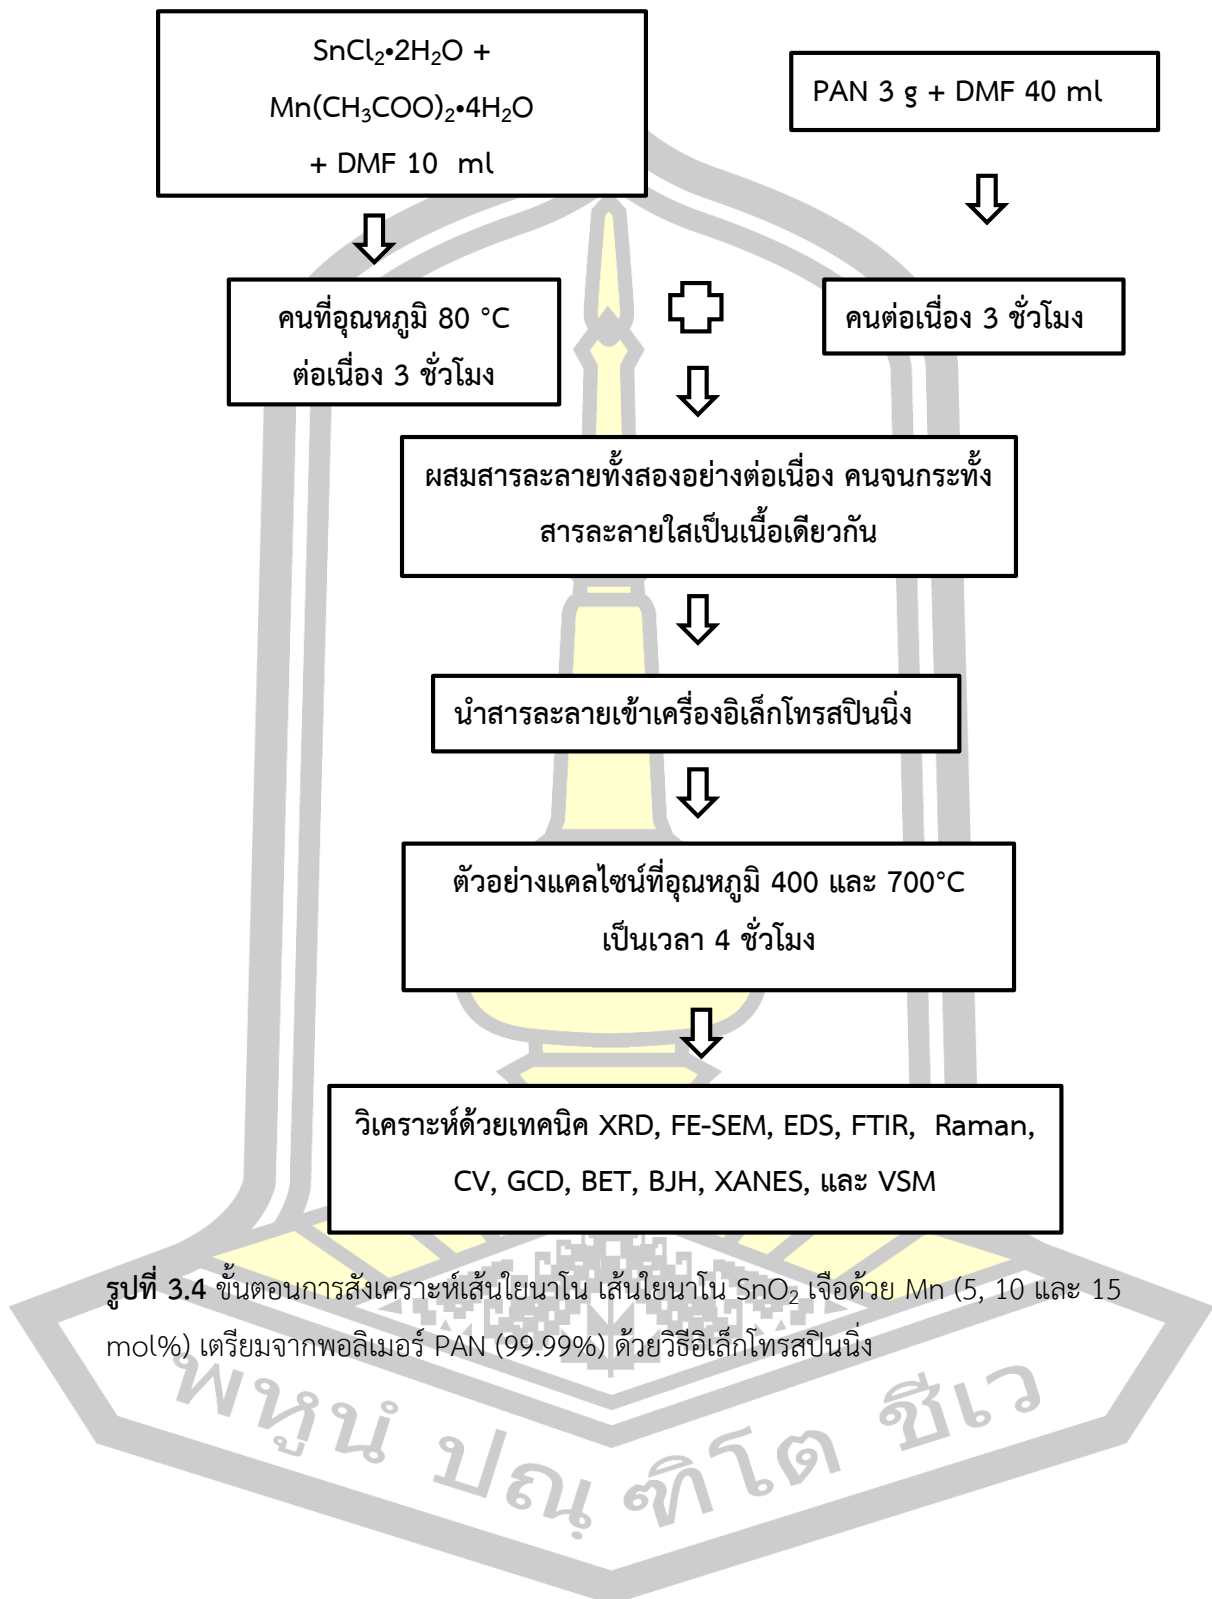 SnCl₂•2H₂O +
Mn(CH₃COO)₂•4H₂O
+ DMF 10 ml
PAN 3 g + DMF 40 ml
คนที่อุณหภูมิ 80 °C
ต่อเนื่อง 3 ชั่วโมง
คนต่อเนื่อง 3 ชั่วโมง
ผสมสารละลายทั้งสองอย่างต่อเนื่อง คนจนกระทั้ง
สารละลายใสเป็นเนื้อเดียวกัน
นำสารละลายเข้าเครื่องอิเล็กโทรสปินนิ่ง
ตัวอย่างแคลไซน์ที่อุณหภูมิ 400 และ 700°C
เป็นเวลา 4 ชั่วโมง
วิเคราะห์ด้วยเทคนิค XRD, FE-SEM, EDS, FTIR, Raman,
CV, GCD, BET, BJH, XANES, และ VSM
รูปที่ 3.4 ขั้นตอนการสังเคราะห์เส้นใยนาโน เส้นใยนาโน SnO₂ เจือด้วย Mn (5, 10 และ 15
mol%) เตรียมจากพอลิเมอร์ PAN (99.99%) ด้วยวิธีอิเล็กโทรสปินนิ่ง
พหูนํ ปณฺฑิโต ชีเว